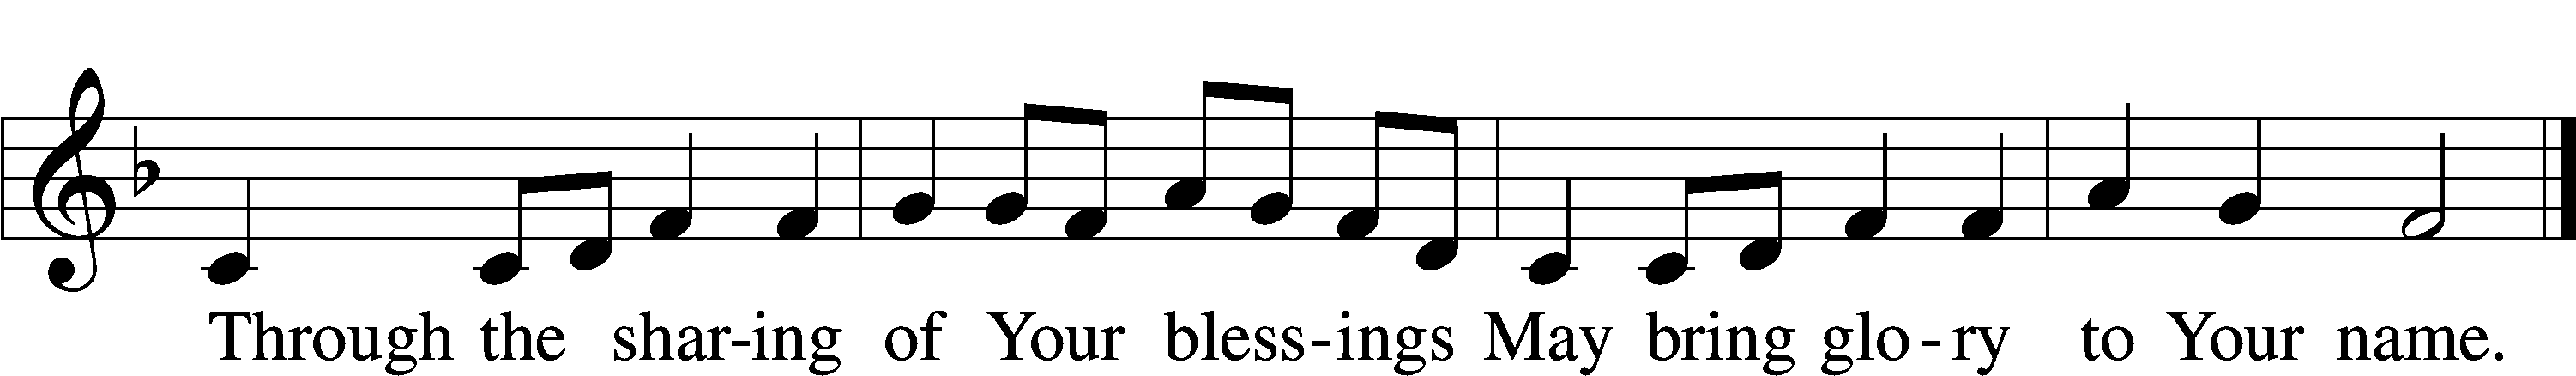 Through the shar-ing of Your bless-ings May bring glo-ry to Your name.